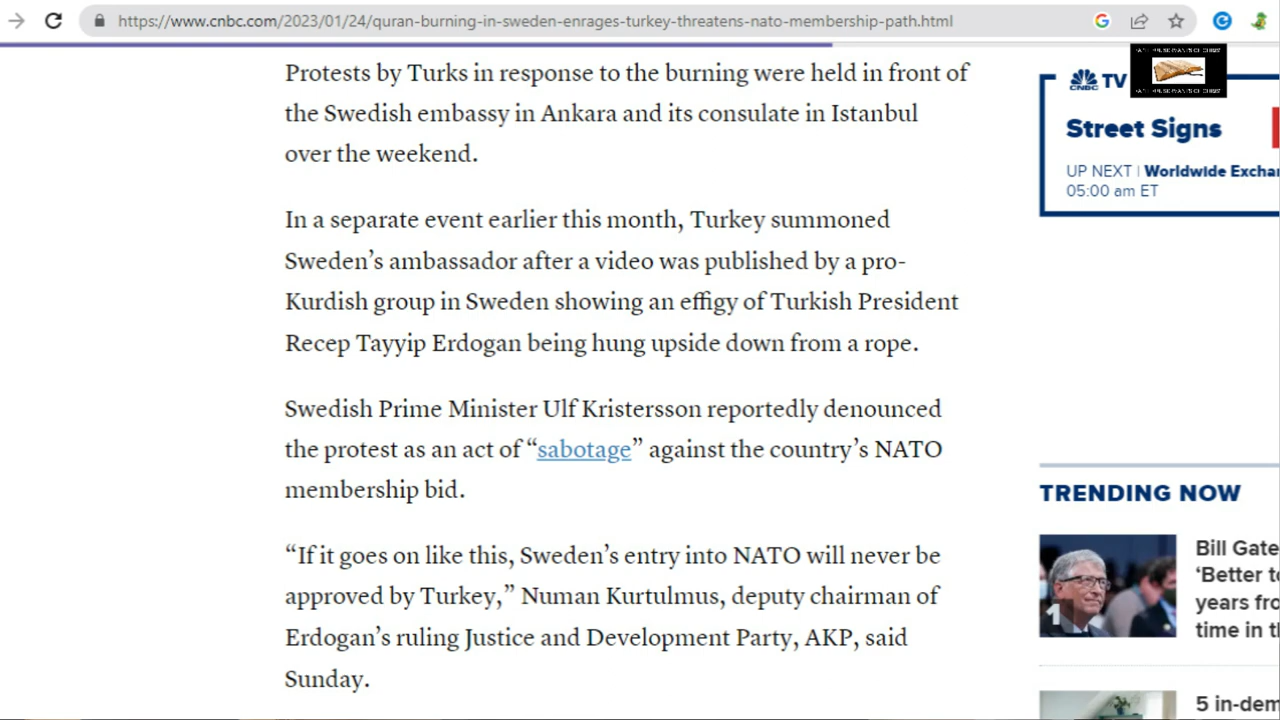 https://www.cnbc.com/2023/01/24/quran-burning-in-sweden-enrages-turkey-threatens-nato-membership-path.html
Protests by Turks in response to the burning were held in front of
the Swedish embassy in Ankara and its consulate in Istanbul
over the weekend.
In a separate event earlier this month, Turkey summoned
Sweden’s ambassador after a video was published by a pro-
Kurdish group in Sweden showing an effigy of Turkish President
Recep Tayyip Erdogan being hung upside down from a rope.
Swedish Prime Minister Ulf Kristersson reportedly denounced
the protest as an act of “sabotage” against the country’s NATO
membership bid.
“If it goes on like this, Sweden’s entry into NATO will never be
approved by Turkey,” Numan Kurtulmus, deputy chairman of
Erdogan’s ruling Justice and Development Party, AKP, said
Sunday.
CNBC TV
Street Signs
UP NEXT | Worldwide Exchan
05:00 am ET
TRENDING NOW
1
Bill Gate
‘Better to
years fro
time in t
5 in-dem